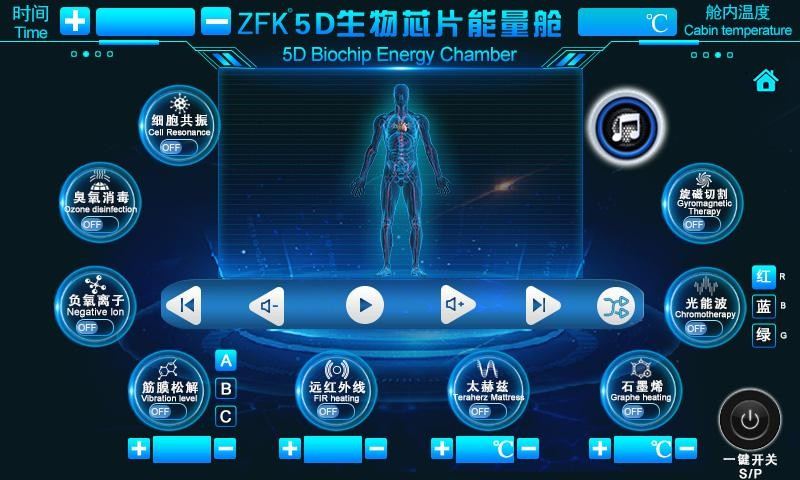 时间
Time
ZFK°5D生物芯片能量舱
℃
舱内温度
Cabin temperature
5D Biochip Energy Chamber
细胞共振
Cell Resonance
OFF
臭氧消毒
Ozone disinfection
OFF
旋磁切割
Gyromagnetic
Therapy
OFF
负氧离子
Negative Ion
OFF
光能波
Chromotherapy
OFF
红 R
蓝 B
绿 G
筋膜松解
Vibration level
OFF
A
B
C
远红外线
FIR heating
OFF
太赫兹
Teraherz Mattress
OFF
石墨烯
Graphe heating
OFF
℃
℃
一键开关
S/P